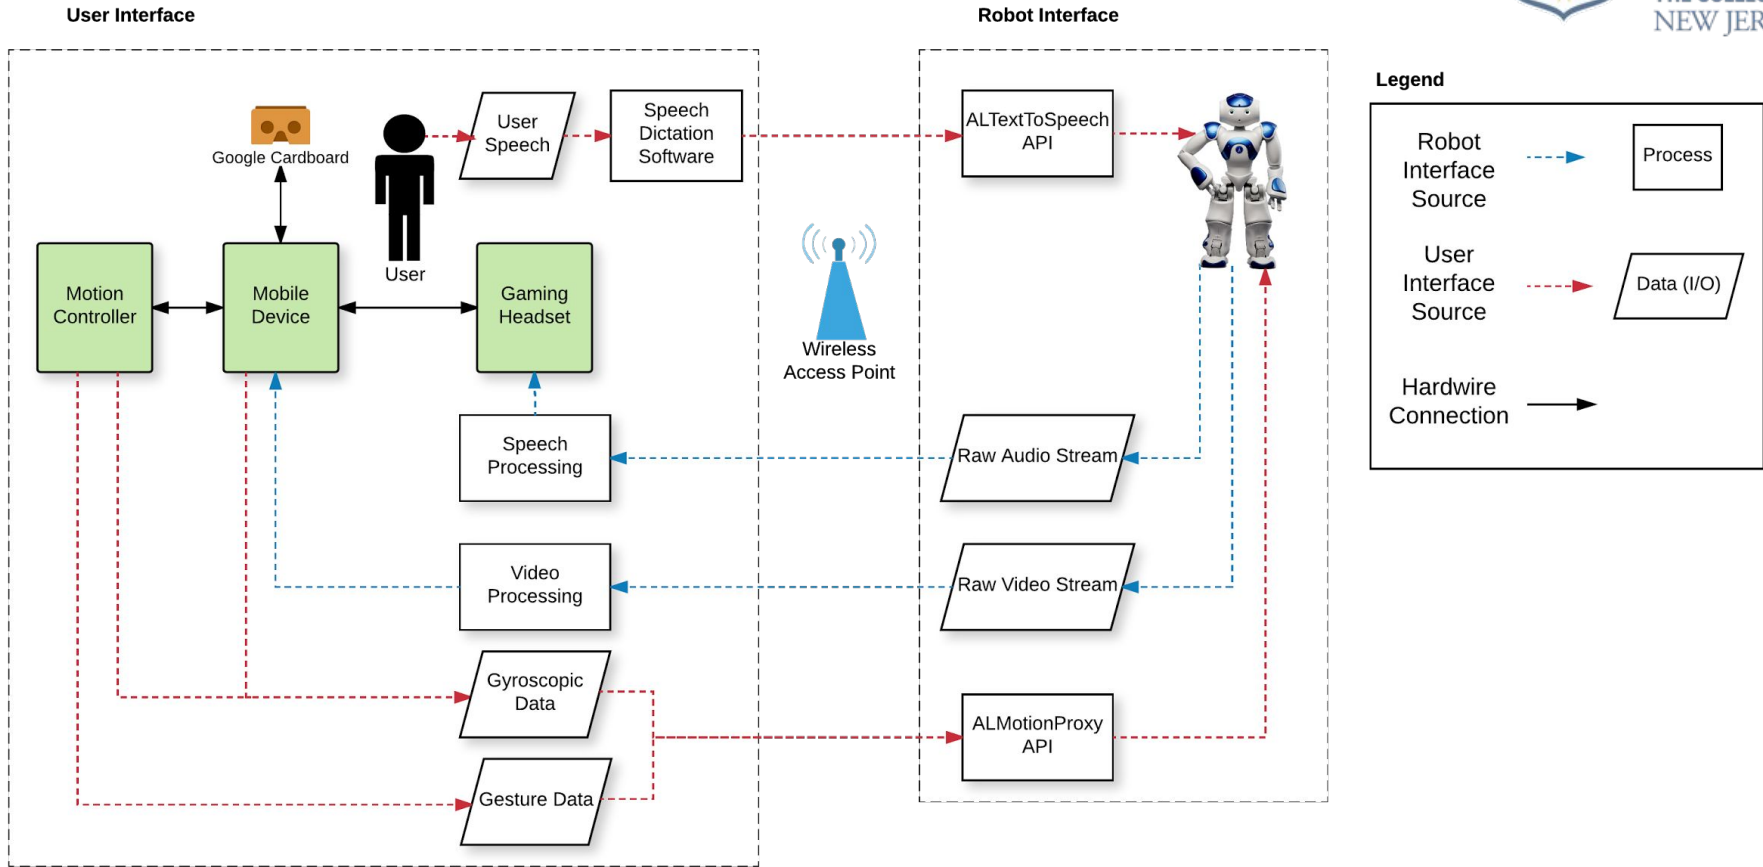 User Interface
Robot Interface
NEW JER
Legend
Google Cardboard
User
Speech
Speech
Dictation
Software
ALTextToSpeech
API
Robot
Interface
Source
Process
User
Motion
Controller
Mobile
Device
Gaming
Headset
Wireless
Access Point
User
Interface
Source
Data (I/O)
Hardwire
Connection
Speech
Processing
Raw Audio Stream
Video
Processing
Raw Video Stream
Gyroscopic
Data
ALMotionProxy
API
Gesture Data